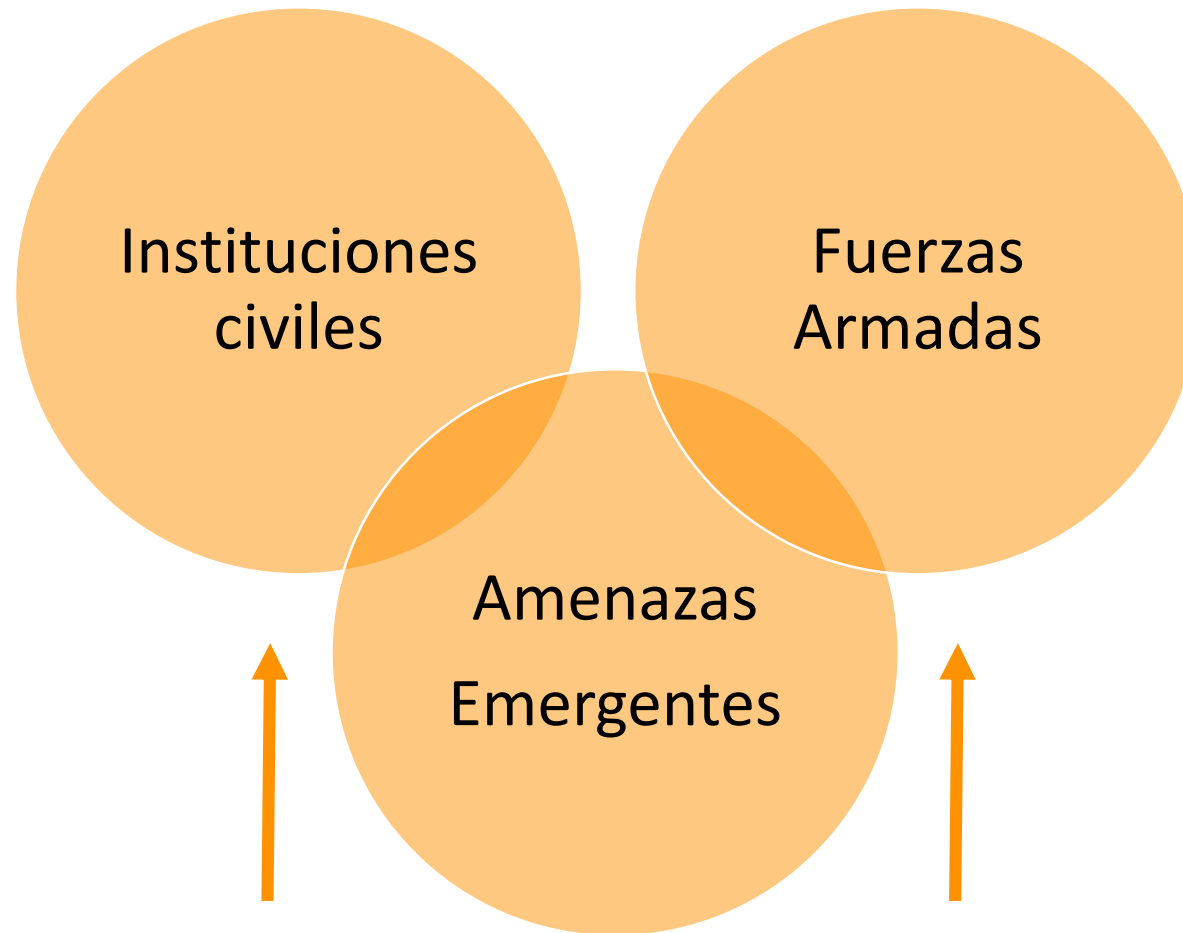 Instituciones
civiles
Fuerzas
Armadas
Amenazas
Emergentes